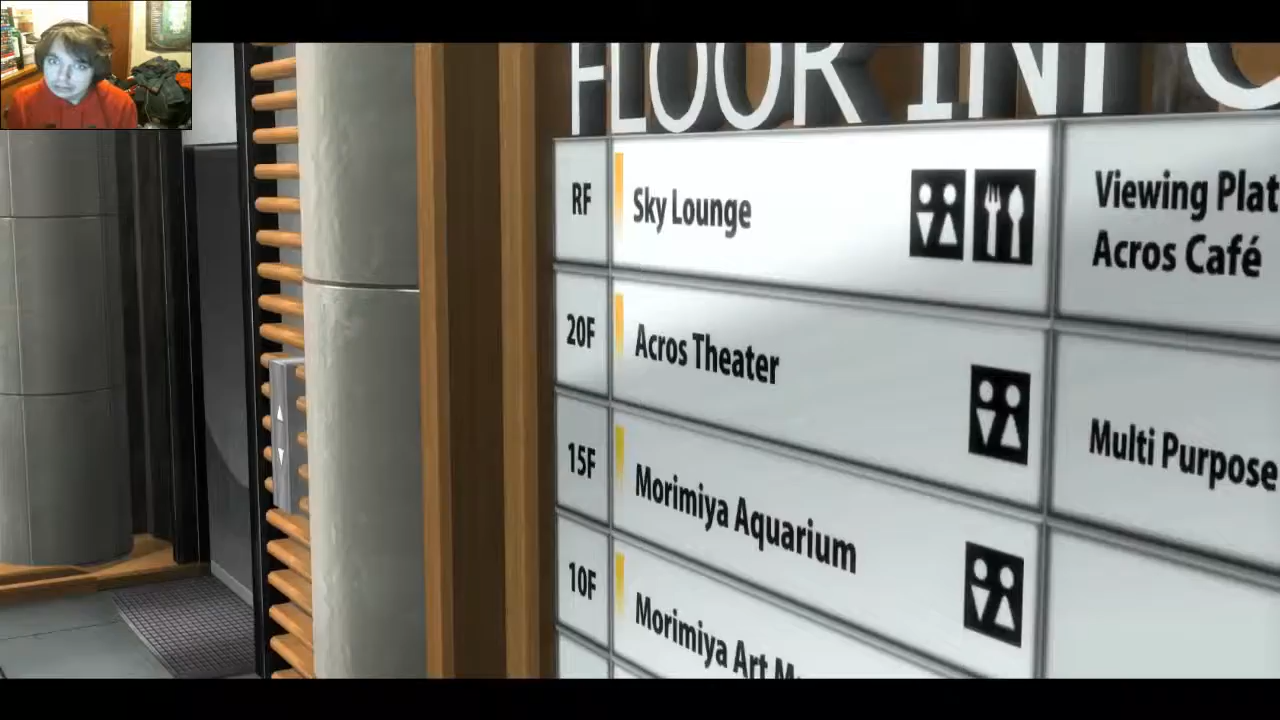 FLOOR INFO
RF
Sky Lounge
Viewing Plat
Acros Café
20F
Acros Theater
Multi Purpose
15F
Morimiya Aquarium
10F
Morimiya Art M